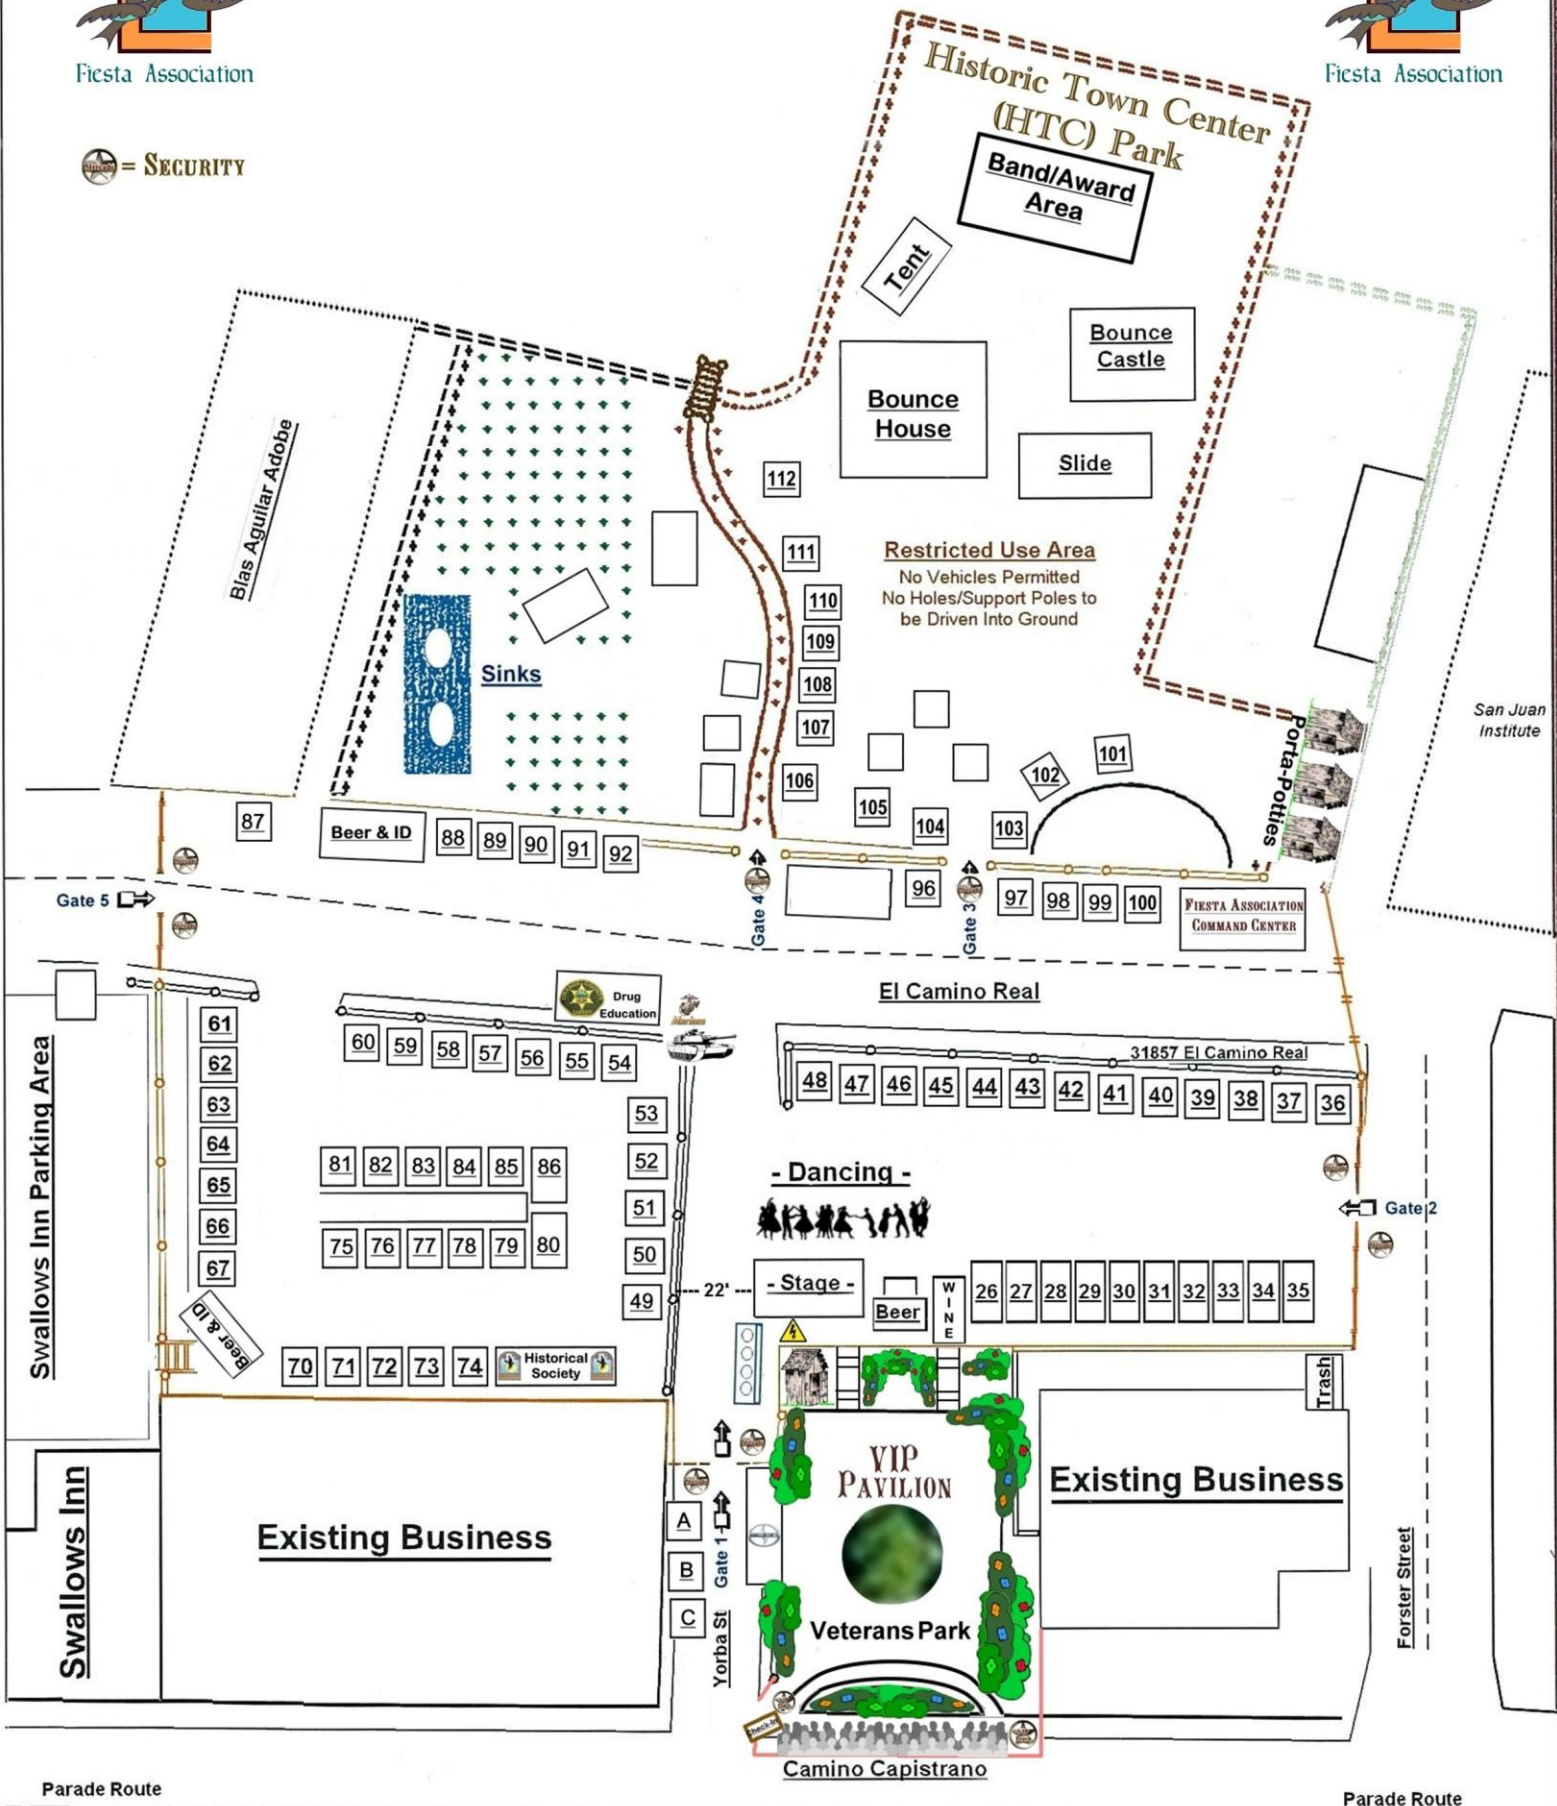 Fiesta Association
Fiesta Association
= SECURITY
Historic Town Center
(HTC) Park
Band/Award
Area
Tent
Bounce
Castle
Bounce
House
Slide
Blas Aguilar Adobe
112
111
110
109
108
107
106
Restricted Use Area
No Vehicles Permitted
No Holes/Support Poles to
be Driven Into Ground
Sinks
San Juan
Institute
Porta-Potties
101
102
105
104
103
87
Beer & ID
88
89
90
91
92
96
97
98
99
100
FIESTA ASSOCIATION
COMMAND CENTER
Gate 5
Gate 4
Gate 3
El Camino Real
Drug
Education
Marines
31857 El Camino Real
61
62
63
64
65
66
67
60
59
58
57
56
55
54
53
52
51
50
49
48
47
46
45
44
43
42
41
40
39
38
37
36
81
82
83
84
85
86
75
76
77
78
79
80
- Dancing -
Gate 2
22'
- Stage -
Beer
WINE
26
27
28
29
30
31
32
33
34
35
Swallows Inn Parking Area
Beer & ID
70
71
72
73
74
Historical
Society
Trash
VIP
PAVILION
Existing Business
Existing Business
Swallows Inn
A
B
C
Gate 1
Yorba St
Veterans Park
Forster Street
Check-In
Camino Capistrano
Parade Route
Parade Route